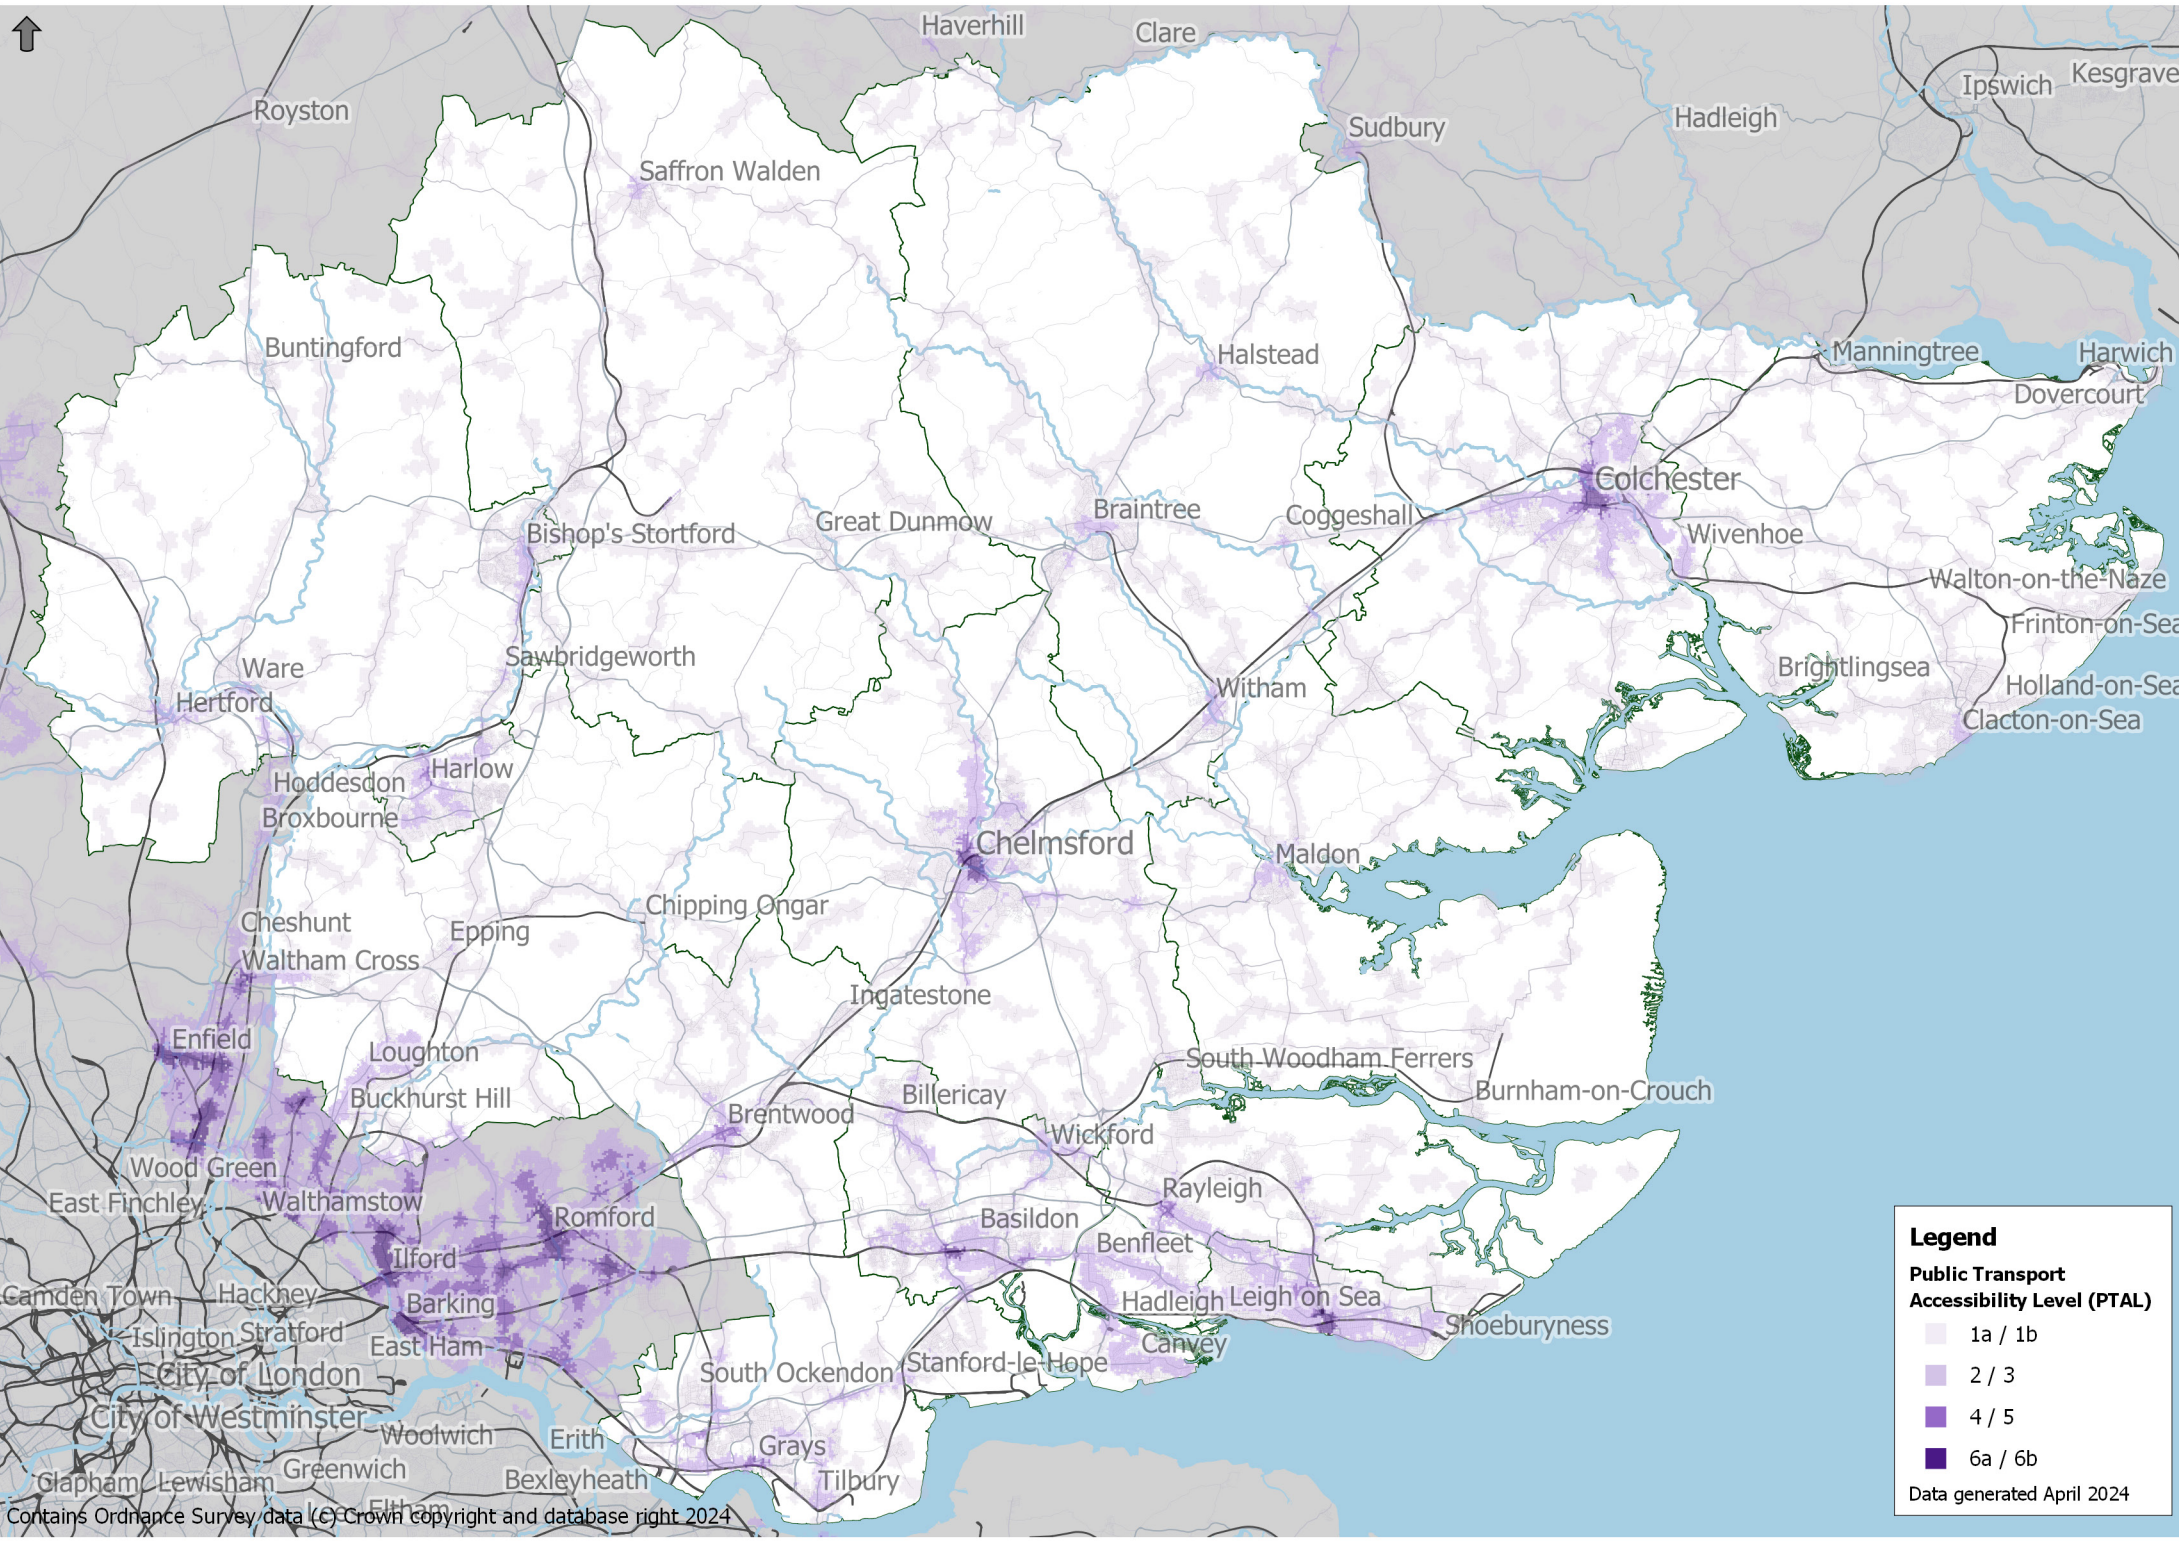 Haverhill
Clare
Kesgrave
Ipswich
Royston
Hadleigh
Sudbury
Saffron Walden
Buntingford
Halstead
Manningtree
Harwich
Dovercourt
Colchester
Braintree
Coggeshall
Great Dunmow
Bishop's Stortford
Wivenhoe
Walton-on-the-Naze
Frinton-on-Sea
Sawbridgeworth
Ware
Brightlingsea
Hertford
Witham
Holland-on-Sea
Clacton-on-Sea
Harlow
Hoddesdon
Broxbourne
Chelmsford
Maldon
Chipping Ongar
Cheshunt
Epping
Waltham Cross
Ingatestone
Enfield
Loughton
South Woodham Ferrers
Burnham-on-Crouch
Buckhurst Hill
Billericay
Brentwood
Wickford
Wood Green
Rayleigh
East Finchley
Walthamstow
Romford
Basildon
Benfleet
Ilford
Camden Town
Hackney
Barking
Hadleigh
Leigh on Sea
Shoeburyness
Islington
Stratford
East Ham
Canvey
City of London
South Ockendon
Stanford-le-Hope
City of Westminster
Woolwich
Erith
Grays
Greenwich
Clapham
Lewisham
Bexleyheath
Tilbury
Eltham
Contains Ordnance Survey data (c) Crown copyright and database right 2024
Legend
Public Transport
Accessibility Level (PTAL)
1a / 1b
2 / 3
4 / 5
6a / 6b
Data generated April 2024